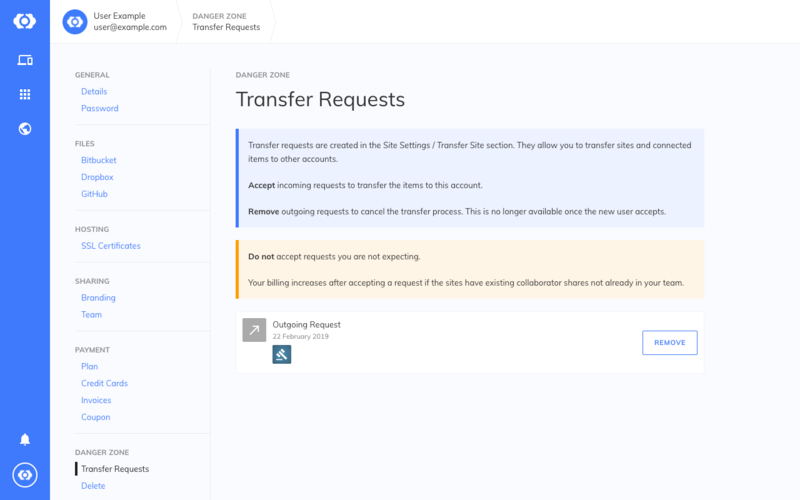 User Example
user@example.com
DANGER ZONE
Transfer Requests
GENERAL
Details
Password
FILES
Bitbucket
Dropbox
GitHub
HOSTING
SSL Certificates
SHARING
Branding
Team
PAYMENT
Plan
Credit Cards
Invoices
Coupon
DANGER ZONE
Transfer Requests
Delete
DANGER ZONE
Transfer Requests
Transfer requests are created in the Site Settings / Transfer Site section. They allow you to transfer sites and connected
items to other accounts.
Accept incoming requests to transfer the items to this account.
Remove outgoing requests to cancel the transfer process. This is no longer available once the new user accepts.
Do not accept requests you are not expecting.
Your billing increases after accepting a request if the sites have existing collaborator shares not already in your team.
Outgoing Request
22 February 2019
REMOVE